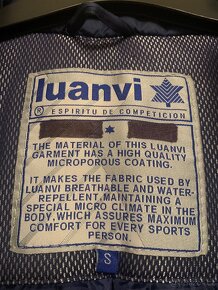 luanvi
® ESPIRITU DE COMPETICION
THE MATERIAL OF THIS LUANVI
GARMENT HAS A HIGH QUALITY
MICROPOROUS COATING.
IT MAKES THE FABRIC USED BY
LUANVI BREATHABLE AND WATER-
REPELLENT, MAINTAINING A
SPECIAL MICRO CLIMATE IN THE
BODY, WHICH ASSURES MAXIMUM
COMFORT FOR EVERY SPORTS
PERSON.
S